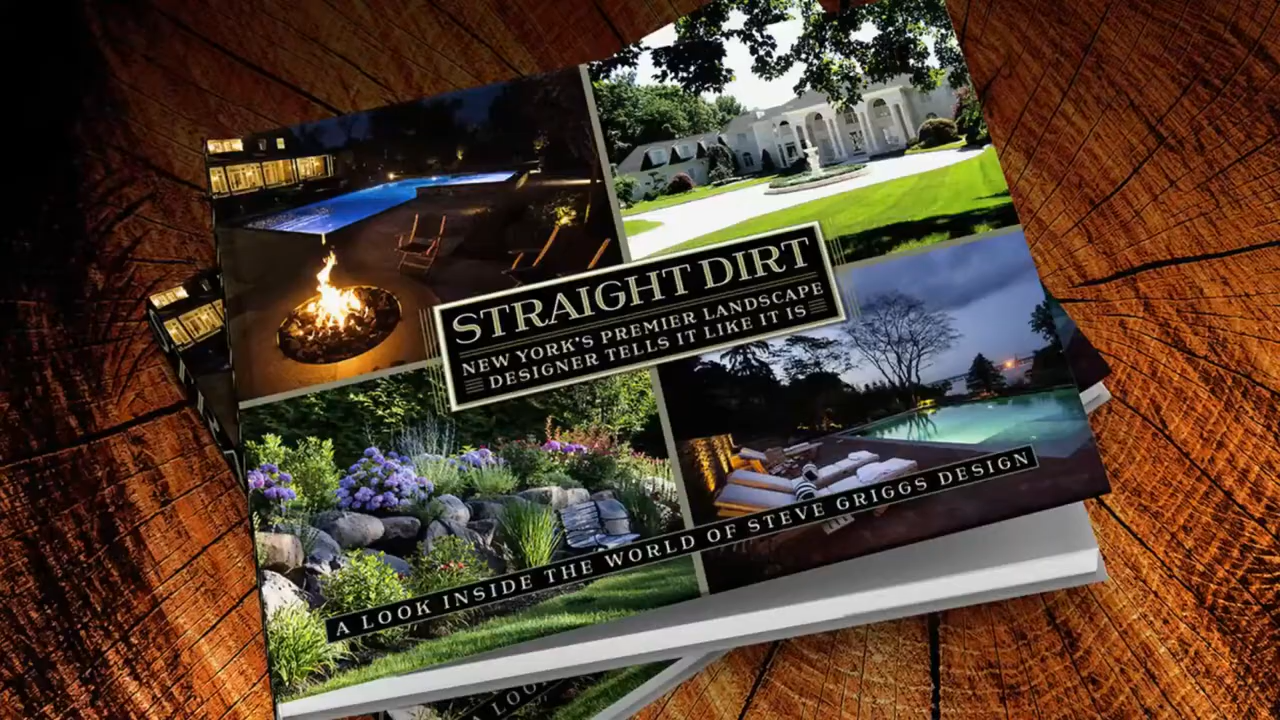 STRAIGHT DIRT
NEW YORK'S PREMIER LANDSCAPE
DESIGNER TELLS IT LIKE IT IS
A LOOK INSIDE THE WORLD OF STEVE GRIGGS DESIGN
A LOO